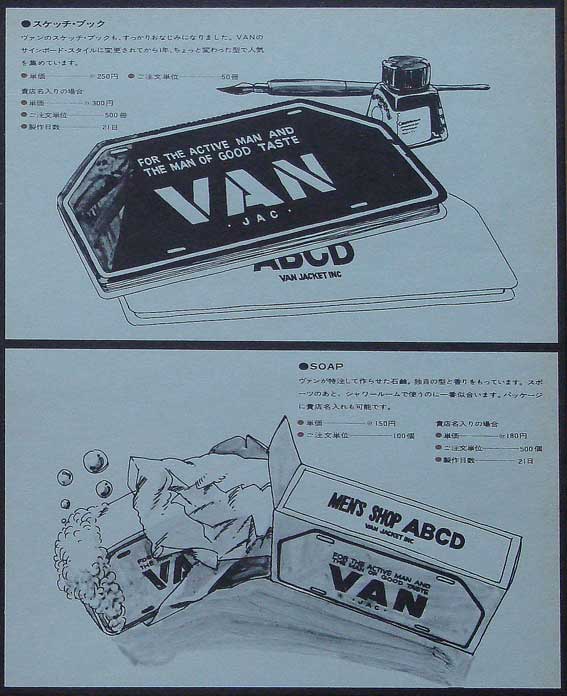 ●スケッチ・ブック
ヴァンのスケッチ・ブックも、すっかりおなじみになりました。VANの
サインボード・スタイルに変更されてから1年、ちょっと変わった型で人気
を集めています。
●単価————@250円 ●ご注文単位————50冊
貴店名入りの場合
●単価————@300円
●ご注文単位————500冊
●製作日数————21日
FOR THE ACTIVE MAN AND
THE MAN OF GOOD TASTE
VAN
・JAC・
ABCD
VAN JACKET INC
●SOAP
ヴァンが特注して作らせた石鹸。独自の型と香りをもっています。スポ
ーツのあと、シャワールームで使うのに一番似合います。パッケージ
に貴店名入れも可能です。
●単価————@150円
●ご注文単位————100個
貴店名入りの場合
●単価————@180円
●ご注文単位————500個
●製作日数————21日
MEN'S SHOP ABCD
VAN JACKET INC
FOR THE ACTIVE MAN AND
THE MAN OF GOOD TASTE
VAN
・JAC・
VA